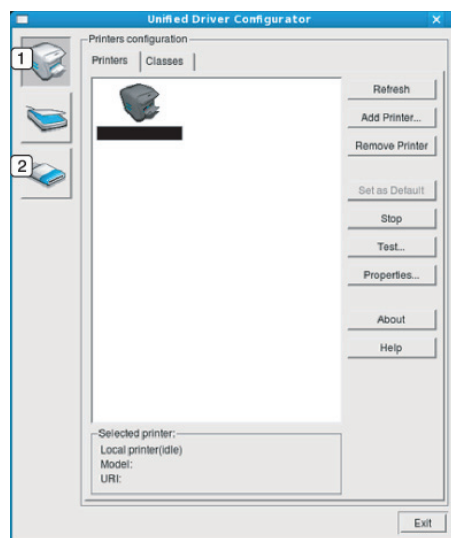 Unified Driver Configurator
Printers configuration
1
Printers
Classes
Refresh
Add Printer...
Remove Printer
2
Set as Default
Stop
Test...
Properties...
About
Help
Selected printer:
Local printer(idle)
Model:
URI:
Exit